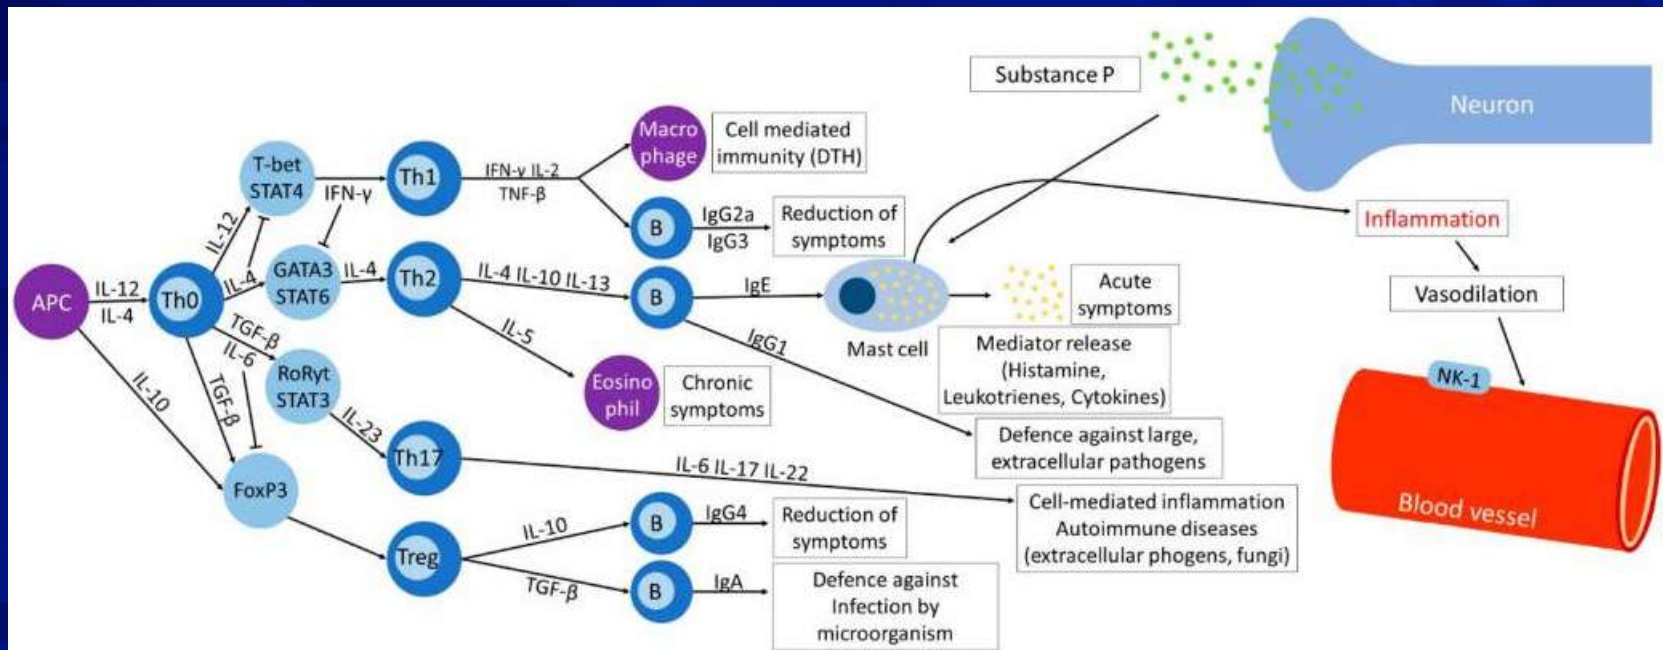 Substance P
Neuron
Macro
phage
Cell mediated
immunity (DTH)
T-bet
STAT4
IFN-γ
Th1
IFN-γ IL-2
TNF-β
B
IgG2a
IgG3
Reduction of
symptoms
Inflammation
IL-12
IL-4
APC
IL-12
IL-4
Th0
GATA3
STAT6
IL-4
Th2
IL-4 IL-10 IL-13
B
IgE
Mast cell
Acute
symptoms
Vasodilation
IL-5
IgG1
Mediator release
(Histamine,
Leukotrienes, Cytokines)
TGF-β
IL-6
RoRyt
STAT3
Eosino
phil
Chronic
symptoms
NK-1
IL-10
TGF-β
IL-23
Th17
IL-6 IL-17 IL-22
Defence against large,
extracellular pathogens
FoxP3
Cell-mediated inflammation
Autoimmune diseases
(extracellular phogens, fungi)
Blood vessel
Treg
IL-10
B
IgG4
Reduction of
symptoms
TGF-β
B
IgA
Defence against
Infection by
microorganism